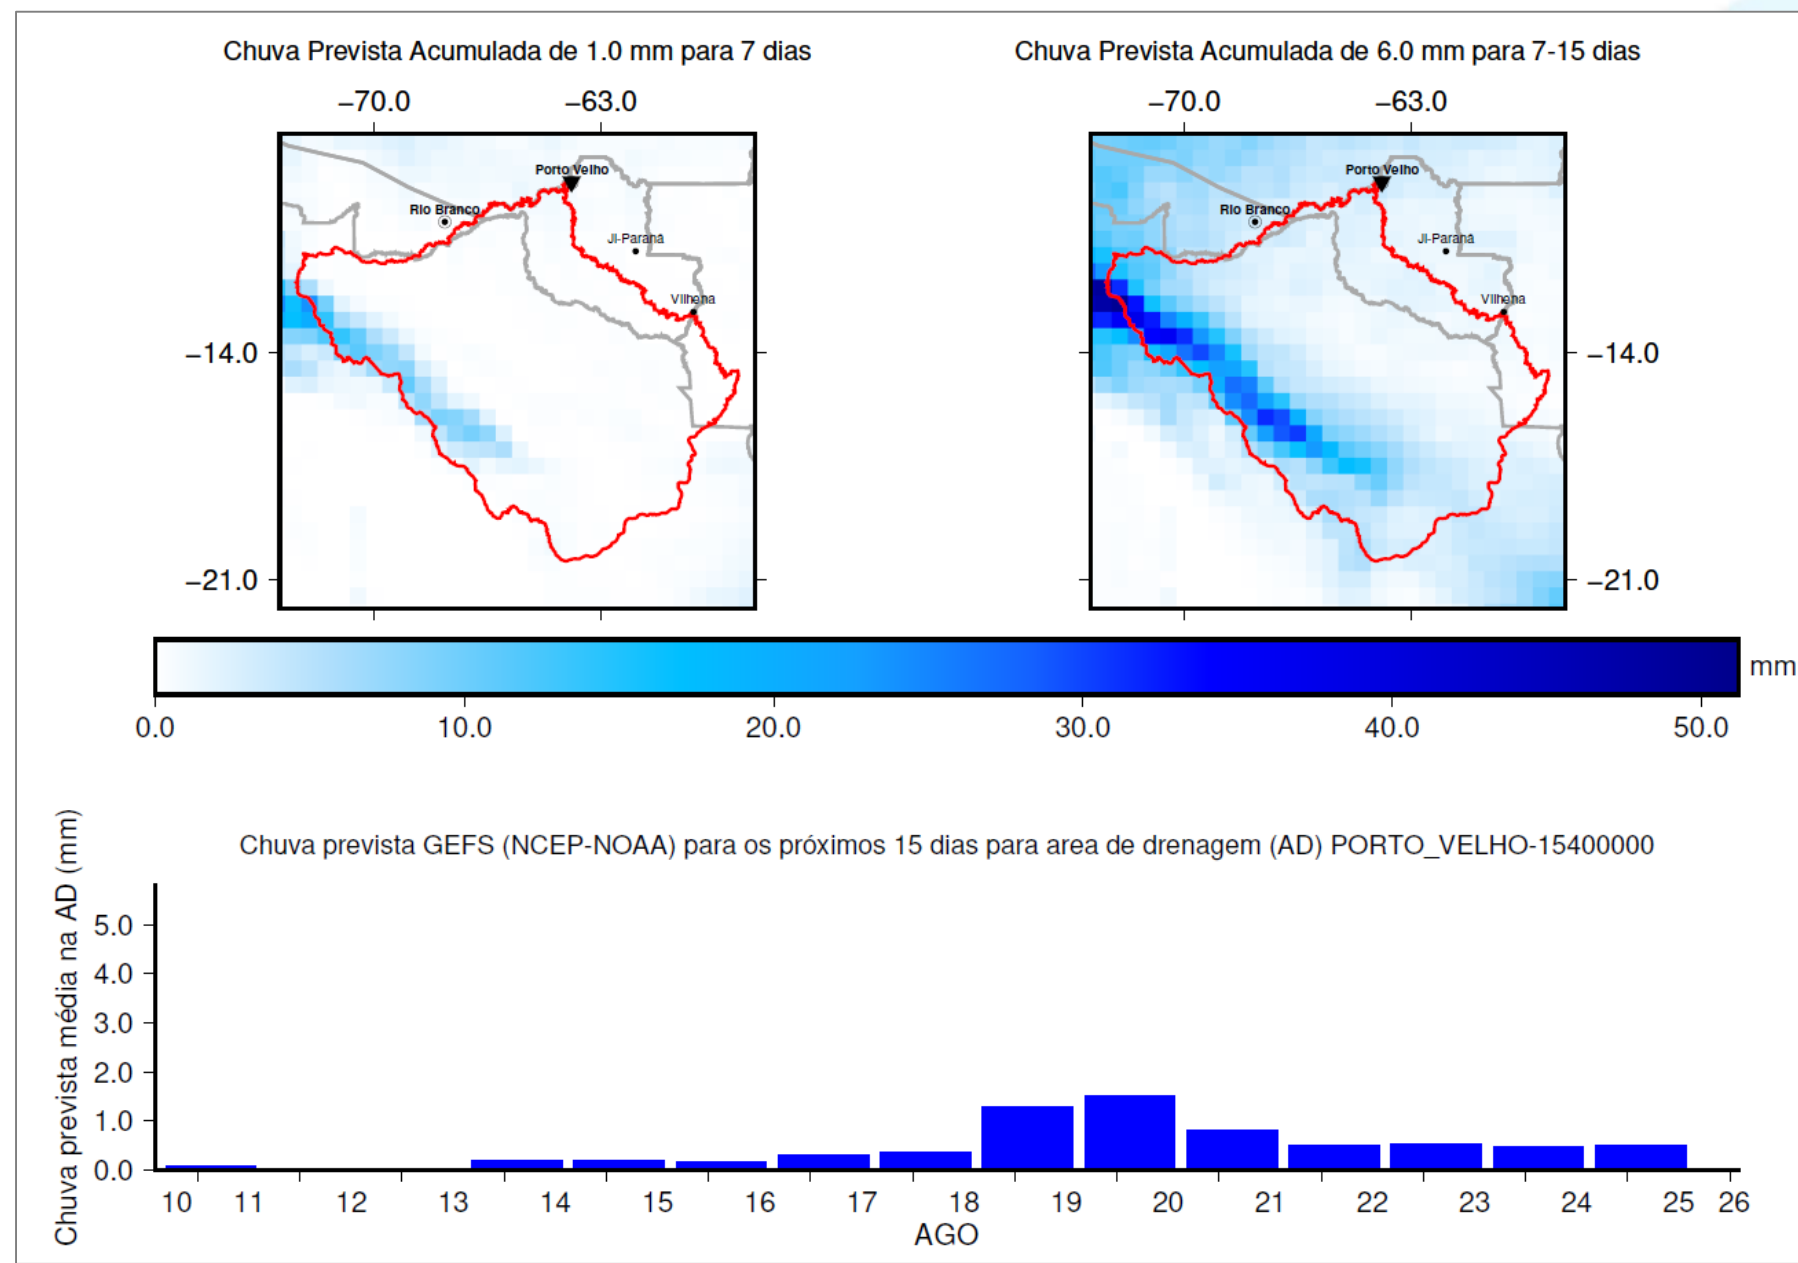 Chuva Prevista Acumulada de 1.0 mm para 7 dias
−70.0 −63.0
Porto Velho
Rio Branco
Ji-Paraná
Vilhena
−14.0
−21.0
Chuva Prevista Acumulada de 6.0 mm para 7-15 dias
−70.0 −63.0
Porto Velho
Rio Branco
Ji-Paraná
Vilhena
−14.0
−21.0
mm
0.0 10.0 20.0 30.0 40.0 50.0
Chuva prevista GEFS (NCEP-NOAA) para os próximos 15 dias para area de drenagem (AD) PORTO_VELHO-15400000
Chuva prevista média na AD (mm)
5.0
4.0
3.0
2.0
1.0
0.0
10 11 12 13 14 15 16 17 18 19 20 21 22 23 24 25 26
AGO